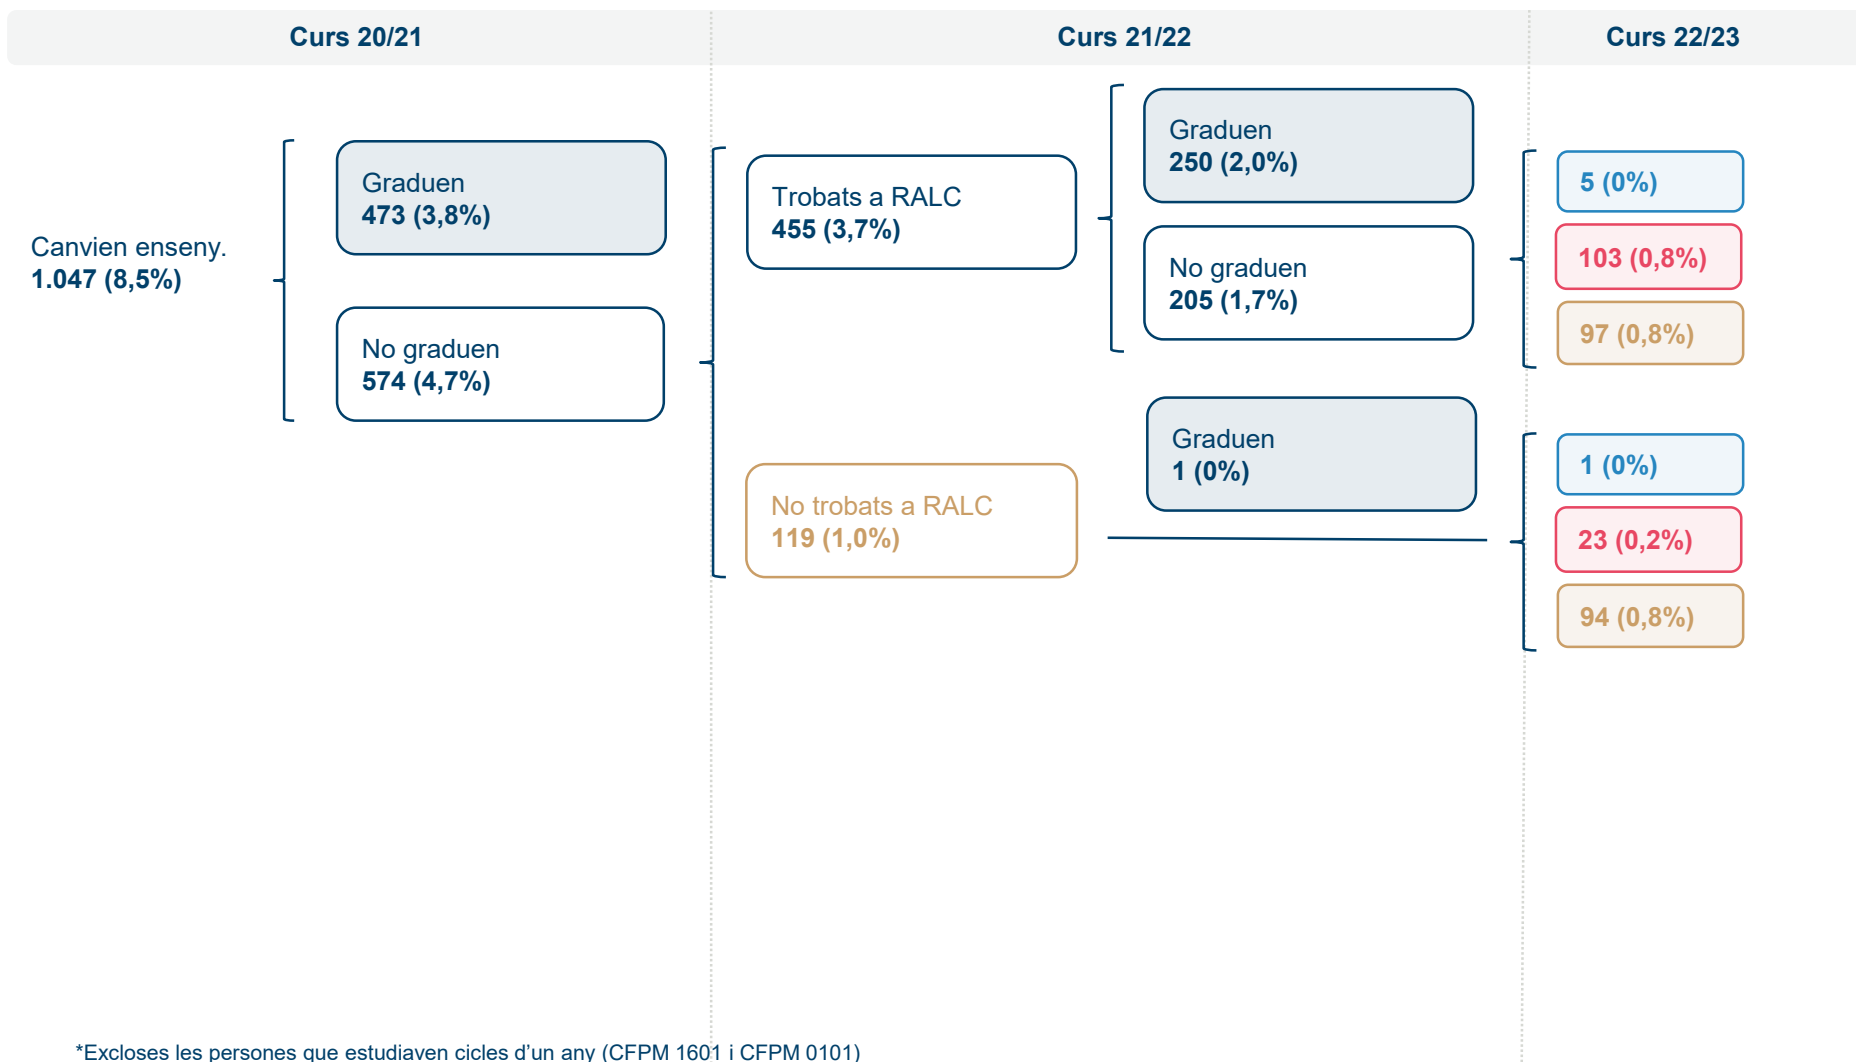 Curs 20/21
Curs 21/22
Curs 22/23
Canvien enseny.
1.047 (8,5%)
Graduen
473 (3,8%)
No graduen
574 (4,7%)
Trobats a RALC
455 (3,7%)
No trobats a RALC
119 (1,0%)
Graduen
250 (2,0%)
No graduen
205 (1,7%)
Graduen
1 (0%)
5 (0%)
103 (0,8%)
97 (0,8%)
1 (0%)
23 (0,2%)
94 (0,8%)
*Excloses les persones que estudiaven cicles d’un any (CFPM 1601 i CFPM 0101)